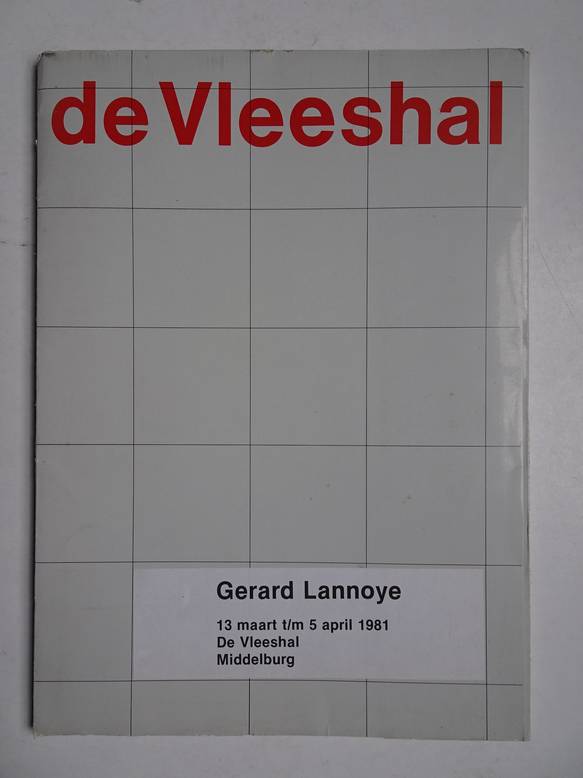 de Vleeshal
Gerard Lannoye
13 maart t/m 5 april 1981
De Vleeshal
Middelburg